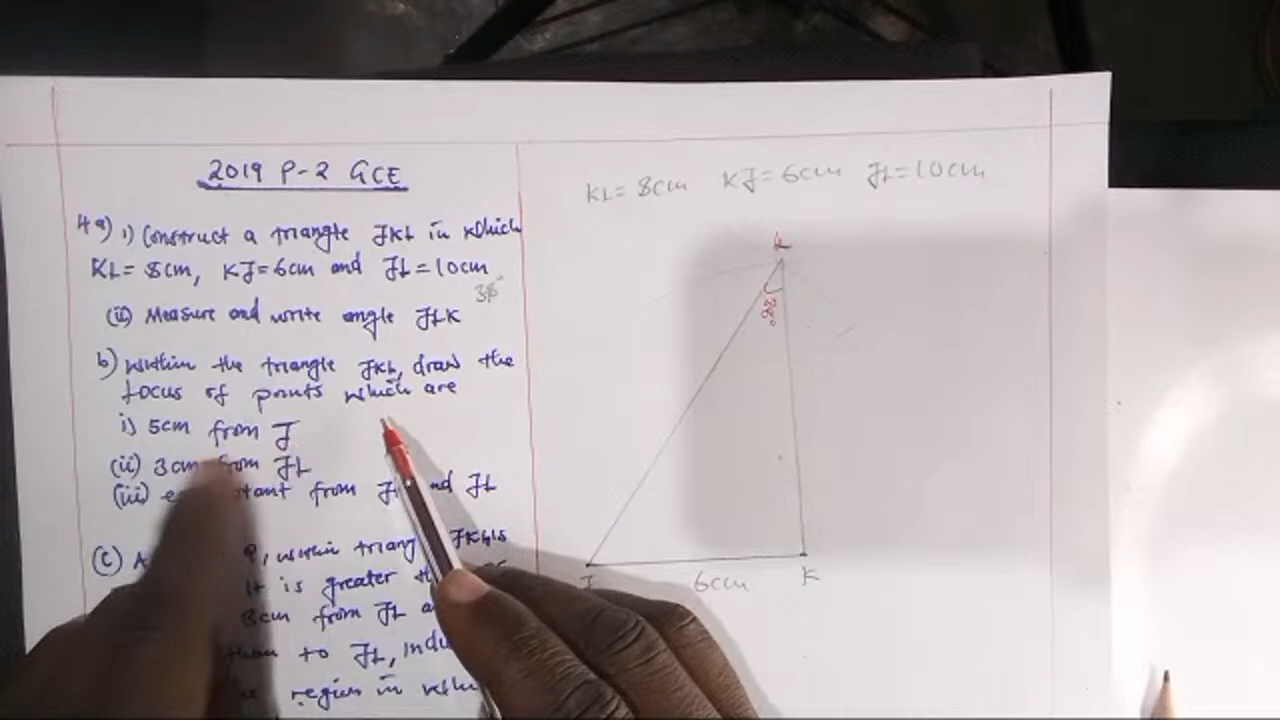 2019 P-2 GCE
4a) i) Construct a triangle JKL in which
KL = 8cm, KJ = 6cm and JL = 10cm
(ii) Measure and write angle JLK
b) Within the triangle JKL, draw the
locus of points which are
i) 5cm from J
(ii) 3cm from JL
(iii) from and JL
(c) within
it is greater
3cm from JL
to JL,
region in
KL = 8cm KJ = 6cm JL = 10cm
L
38°
J
6cm
K